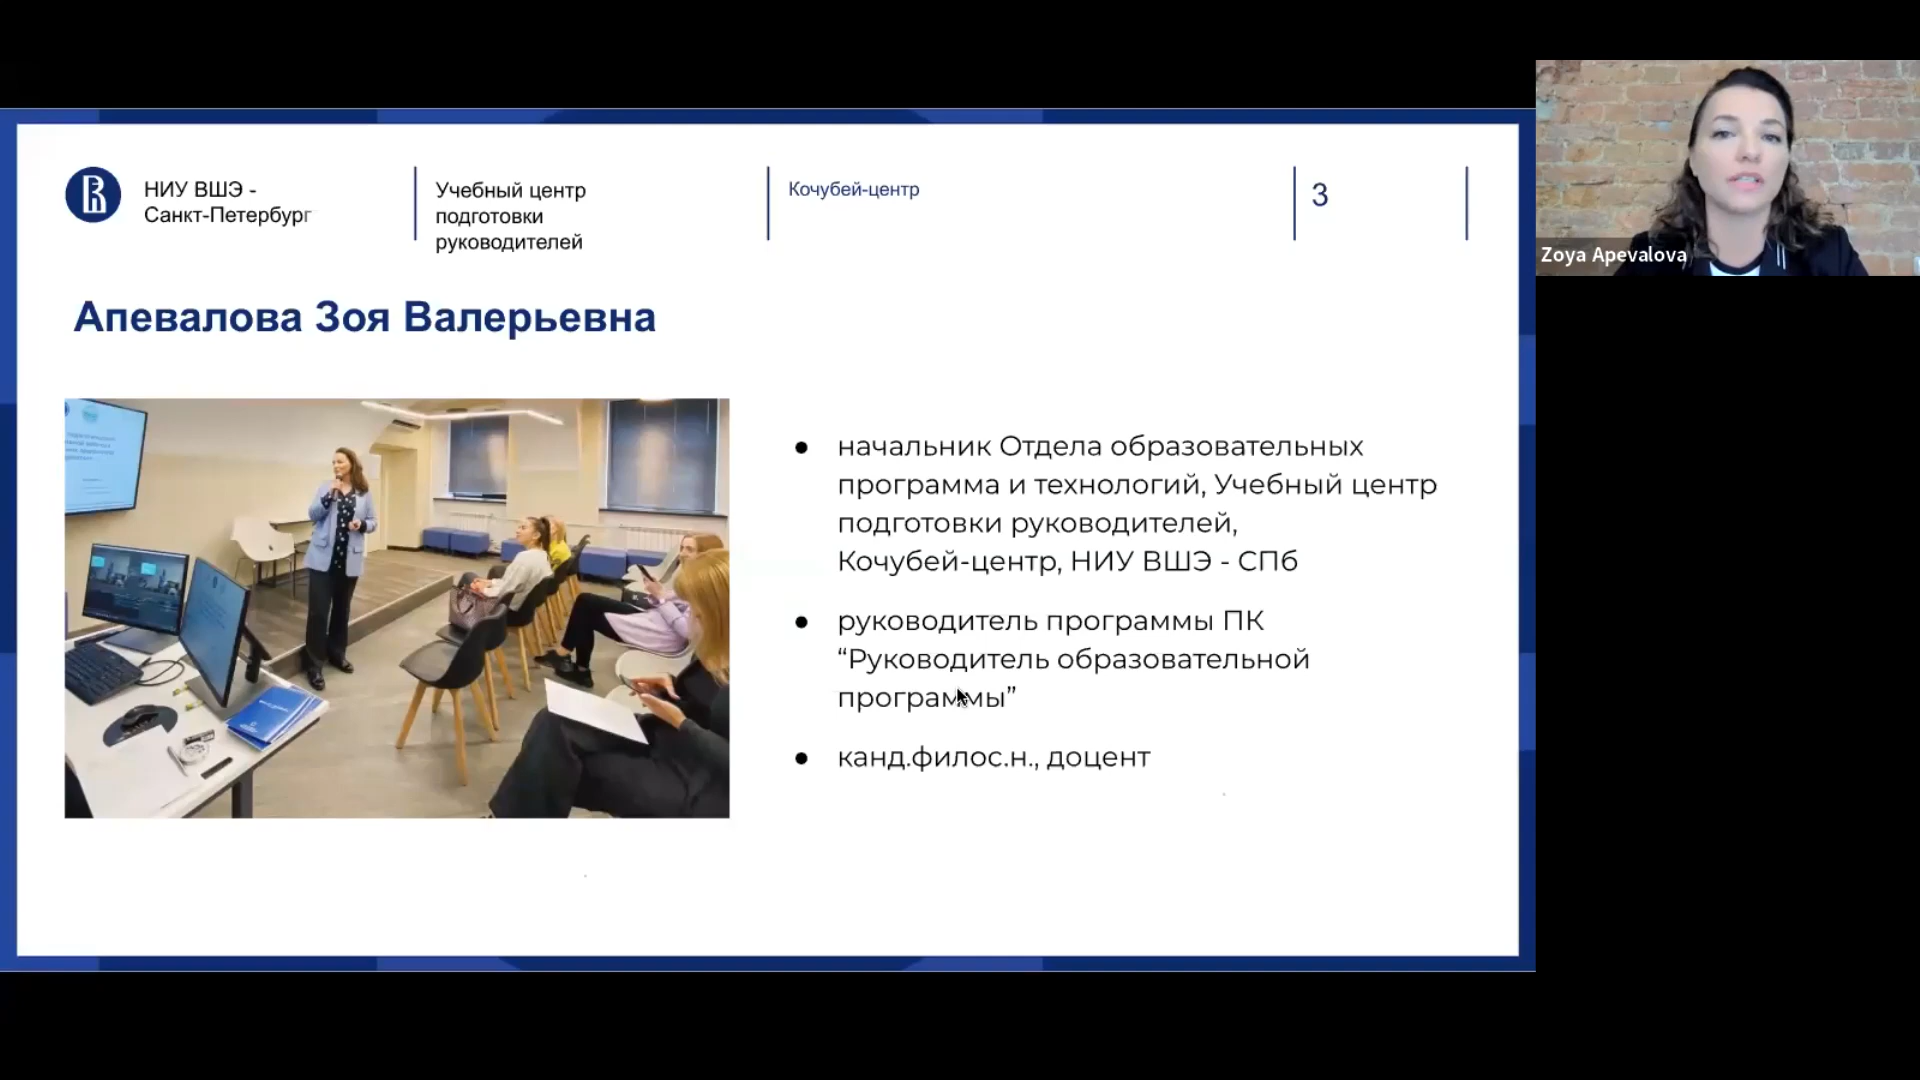 НИУ ВШЭ -
Санкт-Петербург
Учебный центр
подготовки
руководителей
Кочубей-центр
3
Zoya Apevalova
Апевалова Зоя Валерьевна
● начальник Отдела образовательных
программа и технологий, Учебный центр
подготовки руководителей,
Кочубей-центр, НИУ ВШЭ - СПб
● руководитель программы ПК
“Руководитель образовательной
программы”
● канд.филос.н., доцент